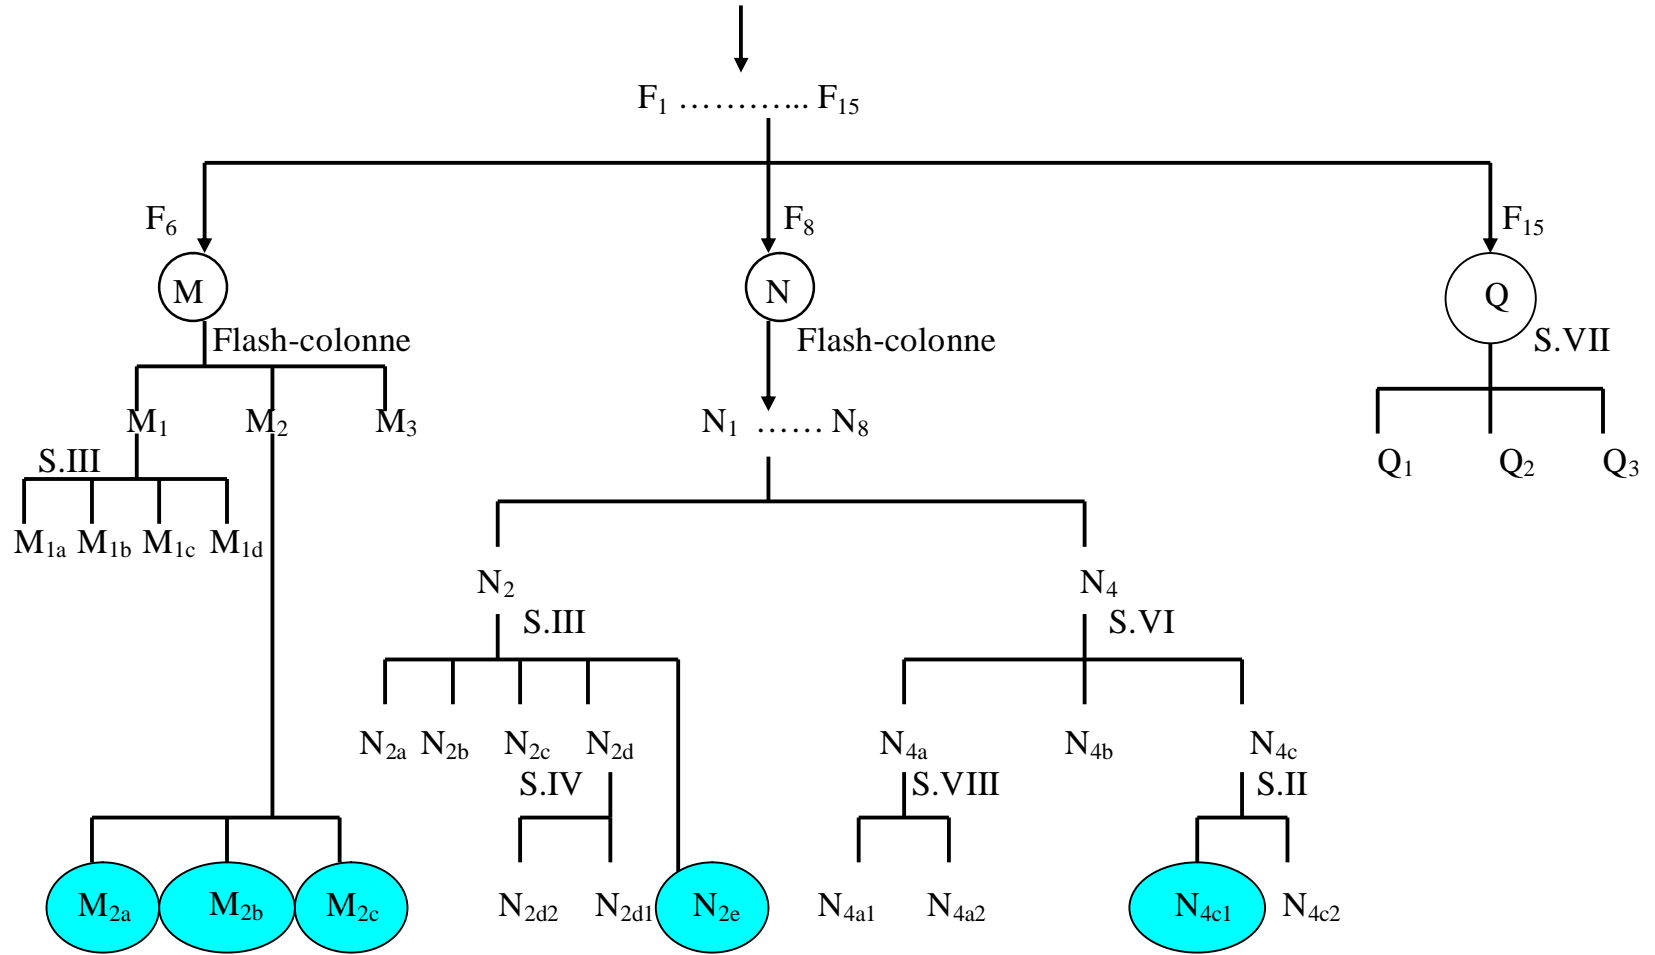 F₁ ………... F₁₅
F₆ F₈ F₁₅
M N Q
Flash-colonne Flash-colonne S.VII
M₁ M₂ M₃ N₁ …… N₈
S.III Q₁ Q₂ Q₃
M₁ₐ M₁b M₁c M₁d
N₂ N₄
S.III S.VI
N₂ₐ N₂b N₂c N₂d N₄ₐ N₄b N₄c
S.IV S.VIII S.II
M₂ₐ M₂b M₂c N₂d₂ N₂d₁ N₂ₑ N₄ₐ₁ N₄ₐ₂ N₄c₁ N₄c₂